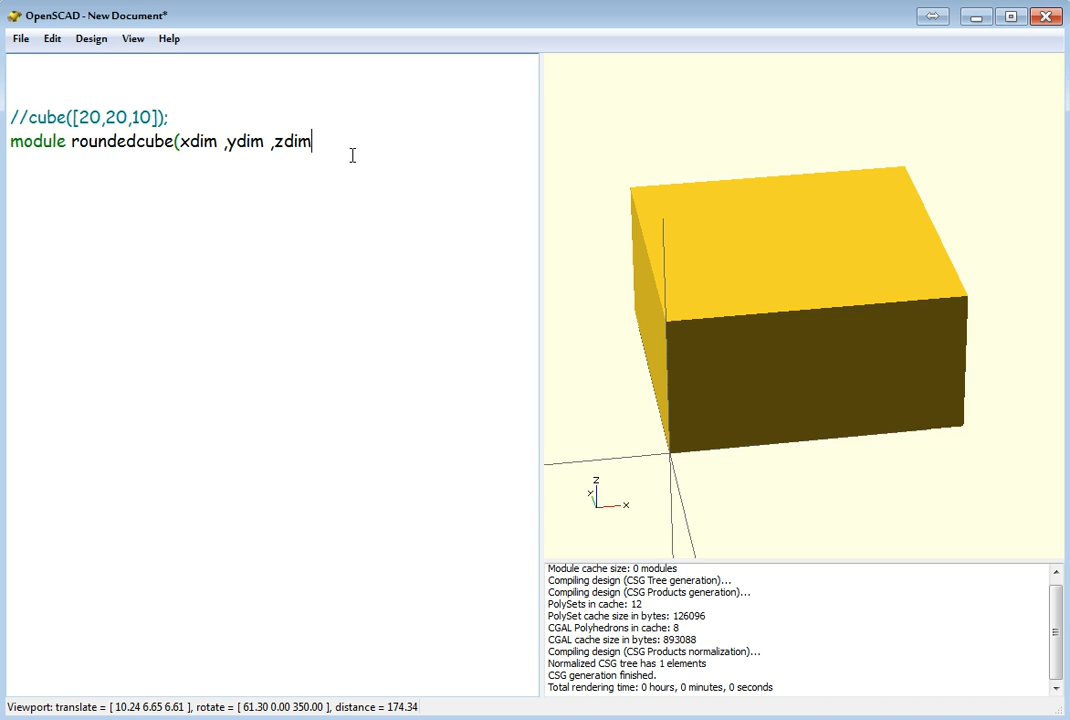 OpenSCAD - New Document*
File Edit Design View Help
//cube([20,20,10]);
module roundedcube(xdim ,ydim ,zdim
Z
Y
X
Module cache size: 0 modules
Compiling design (CSG Tree generation)...
Compiling design (CSG Products generation)...
PolySets in cache: 12
PolySet cache size in bytes: 126096
CGAL Polyhedrons in cache: 8
CGAL cache size in bytes: 893088
Compiling design (CSG Products normalization)...
Normalized CSG tree has 1 elements
CSG generation finished.
Total rendering time: 0 hours, 0 minutes, 0 seconds
Viewport: translate = [ 10.24 6.65 6.61 ], rotate = [ 61.30 0.00 350.00 ], distance = 174.34